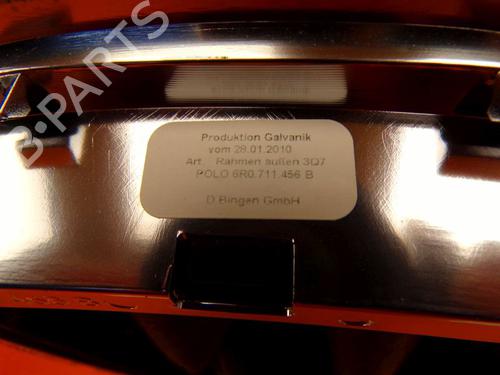 B-PARTS
Produktion Galvanik
vom 28.01.2010
Art. Rahmen außen 3Q7
POLO 6R0.711.456 B
D.Bingen GmbH